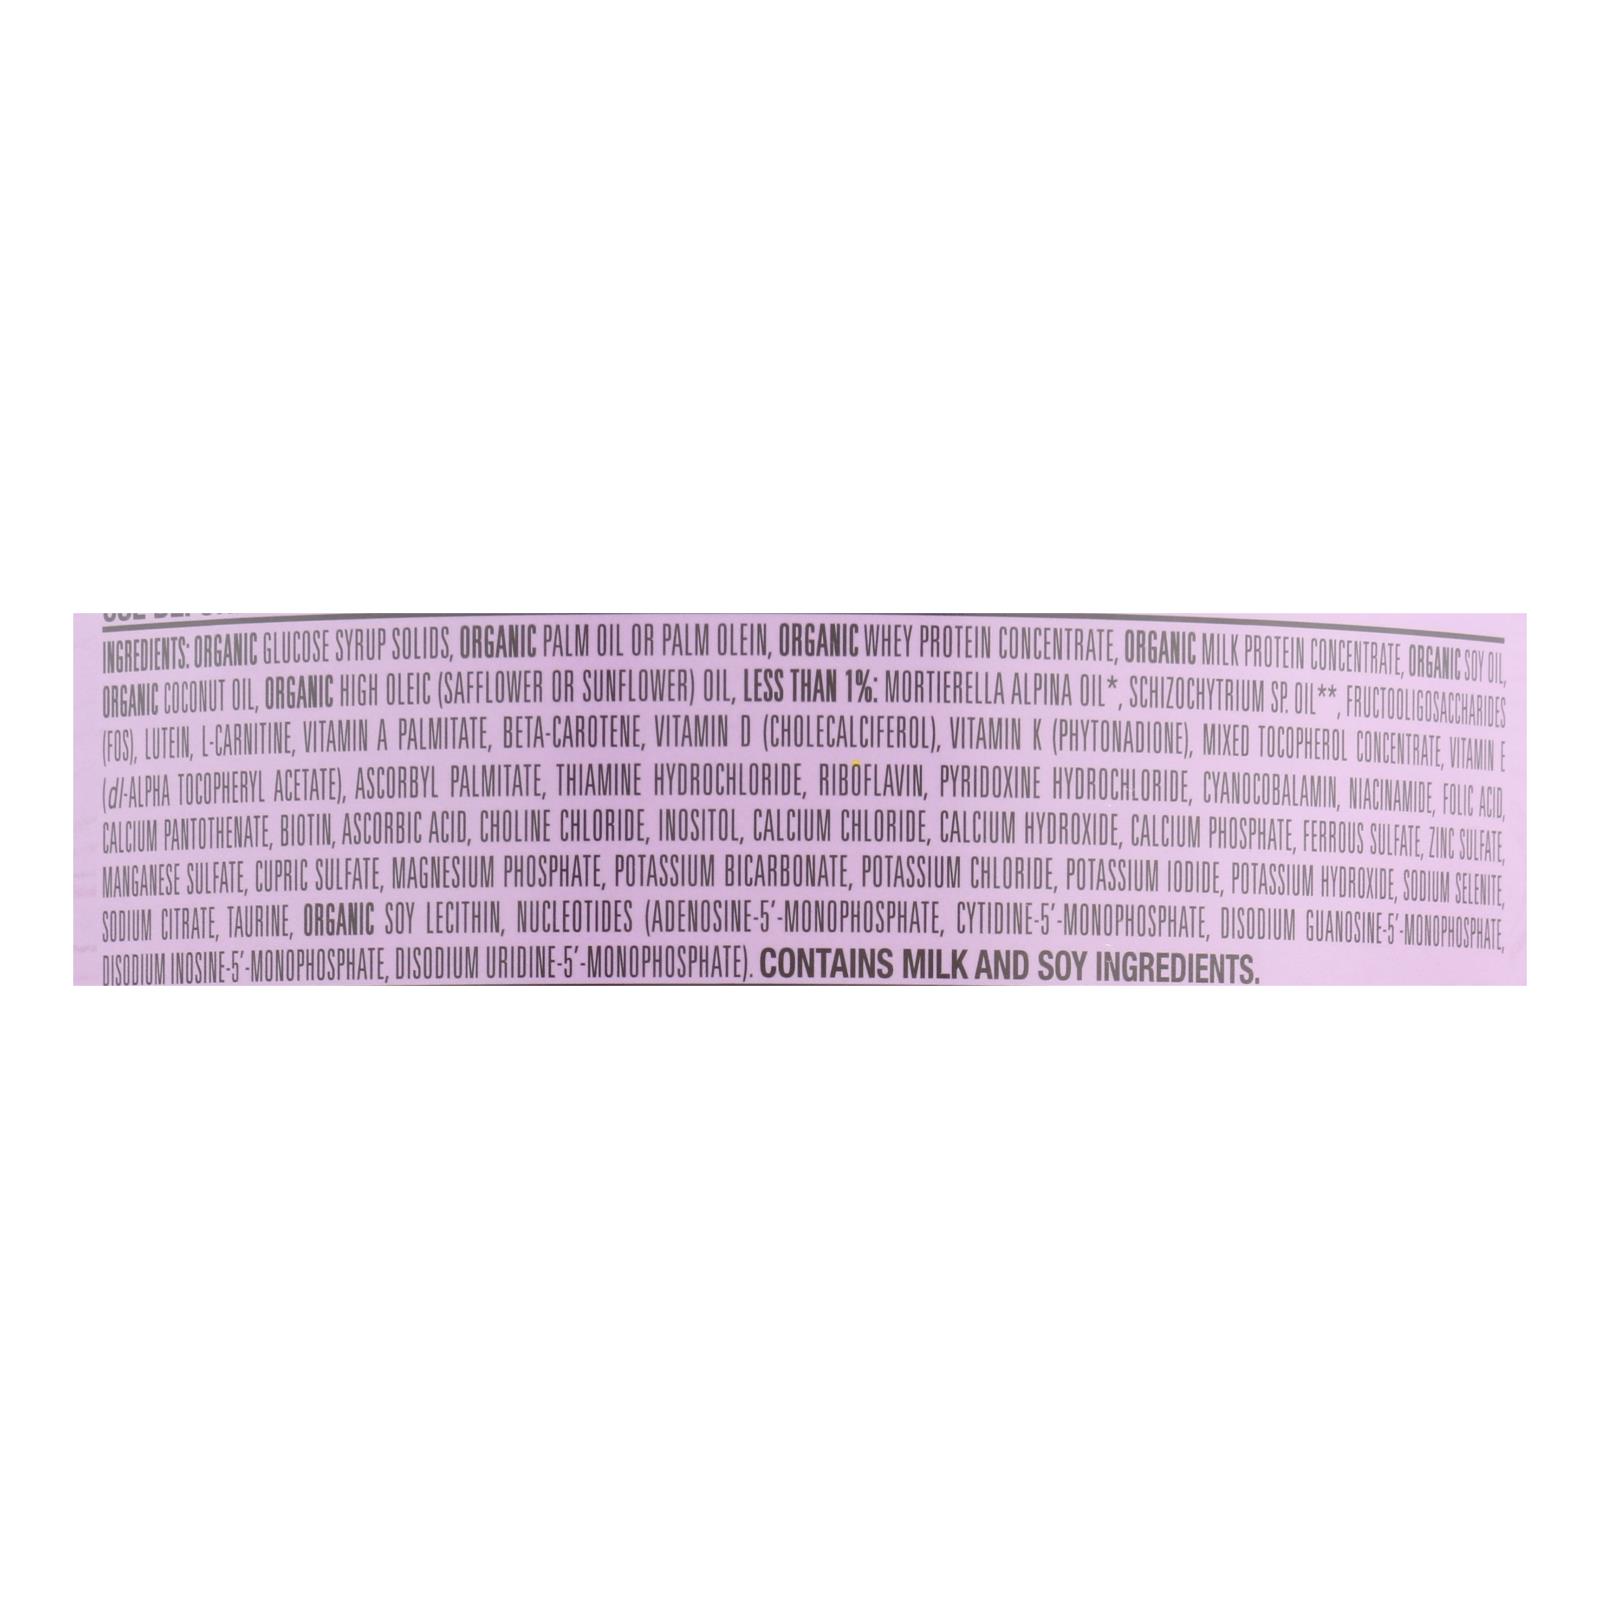 INGREDIENTS: ORGANIC GLUCOSE SYRUP SOLIDS, ORGANIC PALM OIL OR PALM OLEIN, ORGANIC WHEY PROTEIN CONCENTRATE, ORGANIC MILK PROTEIN CONCENTRATE, ORGANIC SOY OIL,
ORGANIC COCONUT OIL, ORGANIC HIGH OLEIC (SAFFLOWER OR SUNFLOWER) OIL, LESS THAN 1%: MORTIERELLA ALPINA OIL*, SCHIZOCHYTRIUM SP. OIL**, FRUCTOOLIGOSACCHARIDES
(FOS), LUTEIN, L-CARNITINE, VITAMIN A PALMITATE, BETA-CAROTENE, VITAMIN D (CHOLECALCIFEROL), VITAMIN K (PHYTONADIONE), MIXED TOCOPHEROL CONCENTRATE, VITAMIN E
(dl-ALPHA TOCOPHERYL ACETATE), ASCORBYL PALMITATE, THIAMINE HYDROCHLORIDE, RIBOFLAVIN, PYRIDOXINE HYDROCHLORIDE, CYANOCOBALAMIN, NIACINAMIDE, FOLIC ACID,
CALCIUM PANTOTHENATE, BIOTIN, ASCORBIC ACID, CHOLINE CHLORIDE, INOSITOL, CALCIUM CHLORIDE, CALCIUM HYDROXIDE, CALCIUM PHOSPHATE, FERROUS SULFATE, ZINC SULFATE,
MANGANESE SULFATE, CUPRIC SULFATE, MAGNESIUM PHOSPHATE, POTASSIUM BICARBONATE, POTASSIUM CHLORIDE, POTASSIUM IODIDE, POTASSIUM HYDROXIDE, SODIUM SELENITE,
SODIUM CITRATE, TAURINE, ORGANIC SOY LECITHIN, NUCLEOTIDES (ADENOSINE-5'-MONOPHOSPHATE, CYTIDINE-5'-MONOPHOSPHATE, DISODIUM GUANOSINE-5'-MONOPHOSPHATE,
DISODIUM INOSINE-5'-MONOPHOSPHATE, DISODIUM URIDINE-5'-MONOPHOSPHATE). CONTAINS MILK AND SOY INGREDIENTS.